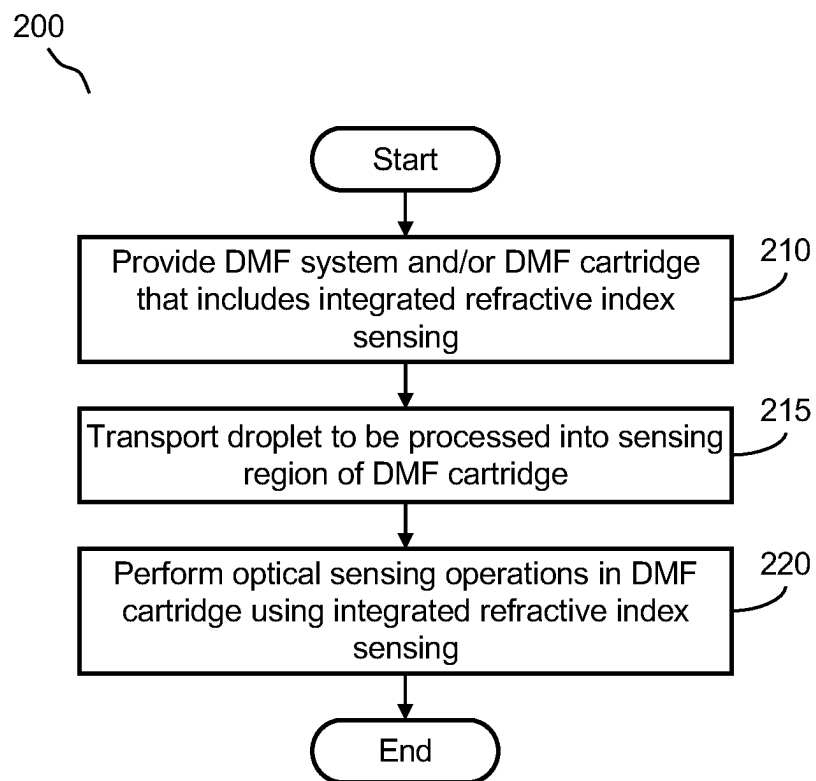 200
Start
Provide DMF system and/or DMF cartridge
that includes integrated refractive index
sensing
210
Transport droplet to be processed into sensing
region of DMF cartridge
215
Perform optical sensing operations in DMF
cartridge using integrated refractive index
sensing
220
End